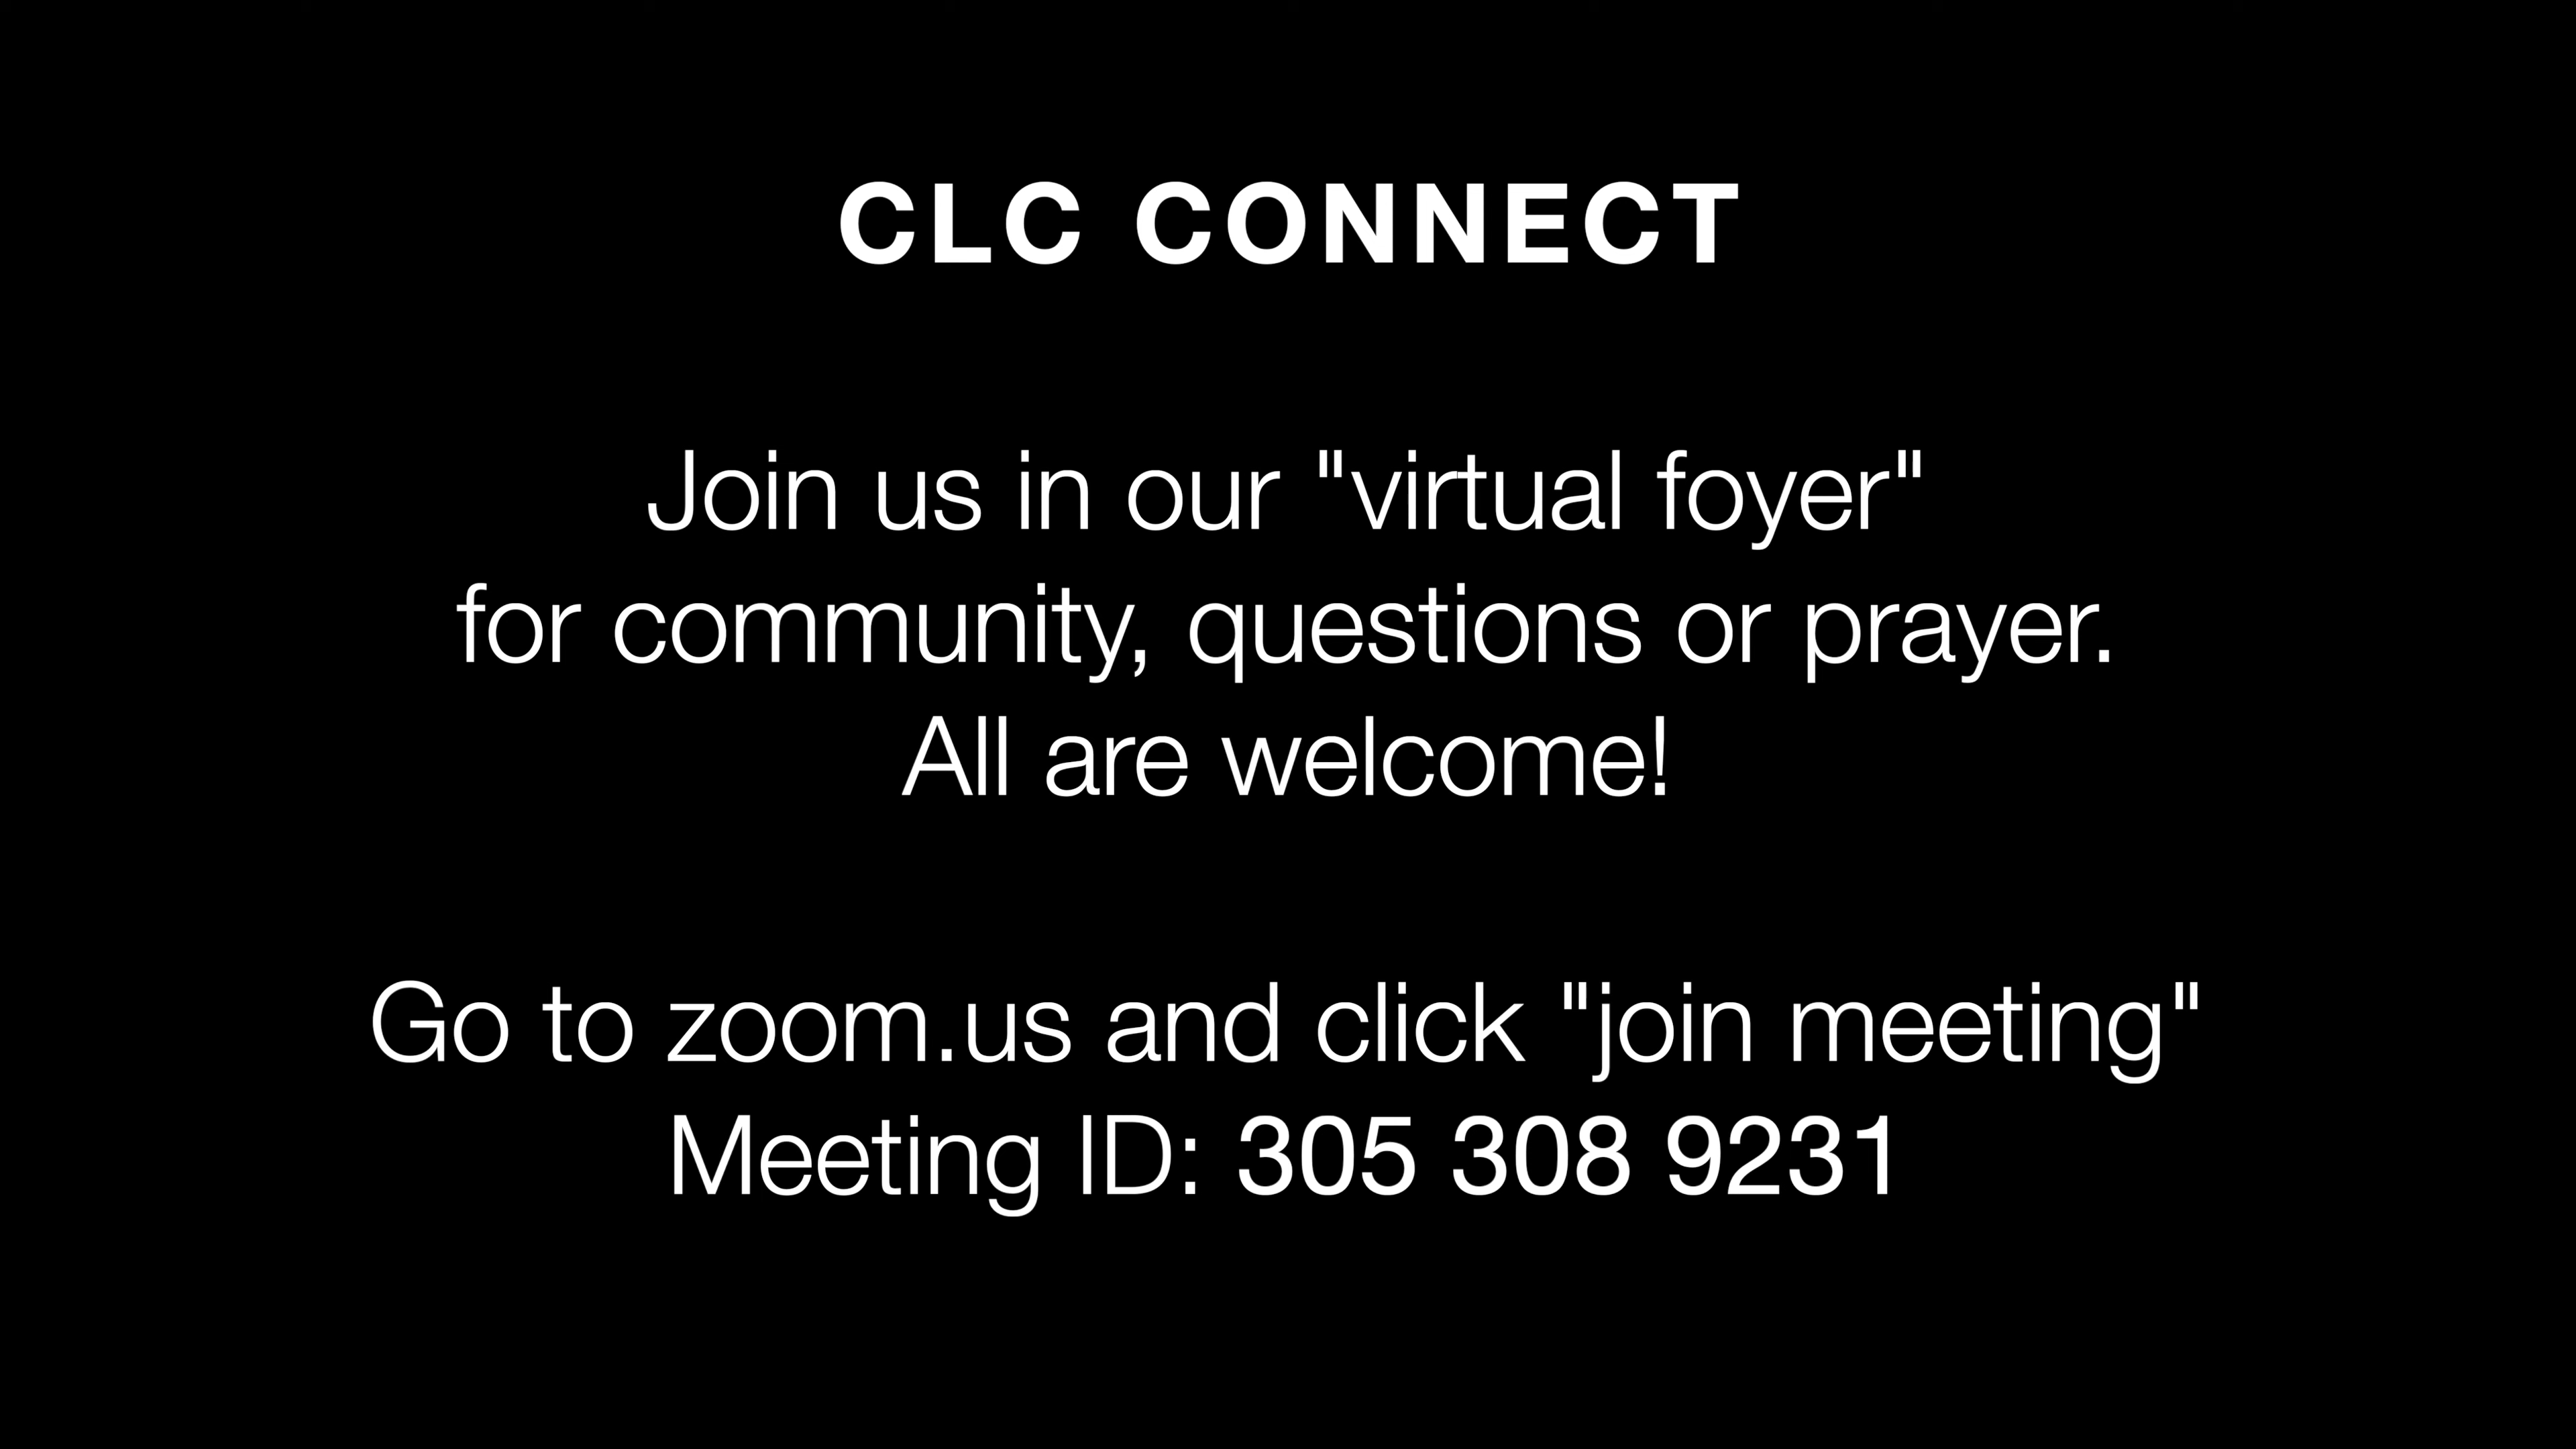 CLC CONNECT
Join us in our "virtual foyer"
for community, questions or prayer.
All are welcome!
Go to zoom.us and click "join meeting"
Meeting ID: 305 308 9231